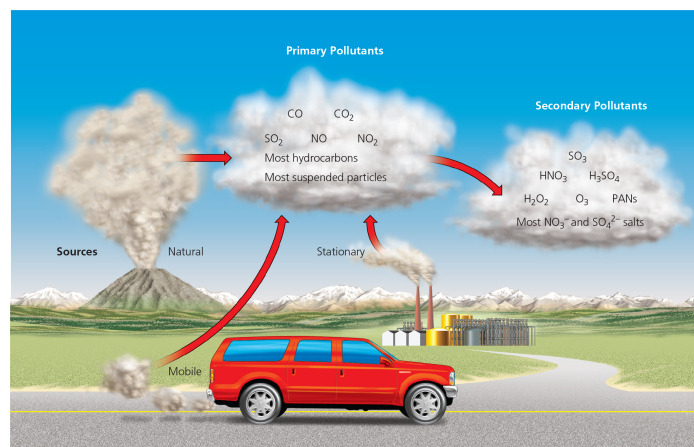 Primary Pollutants
CO CO₂
SO₂ NO NO₂
Most hydrocarbons
Most suspended particles
Secondary Pollutants
SO₃
HNO₃ H₃SO₄
H₂O₂ O₃ PANs
Most NO₃⁻ and SO₄²⁻ salts
Sources Natural
Stationary
Mobile